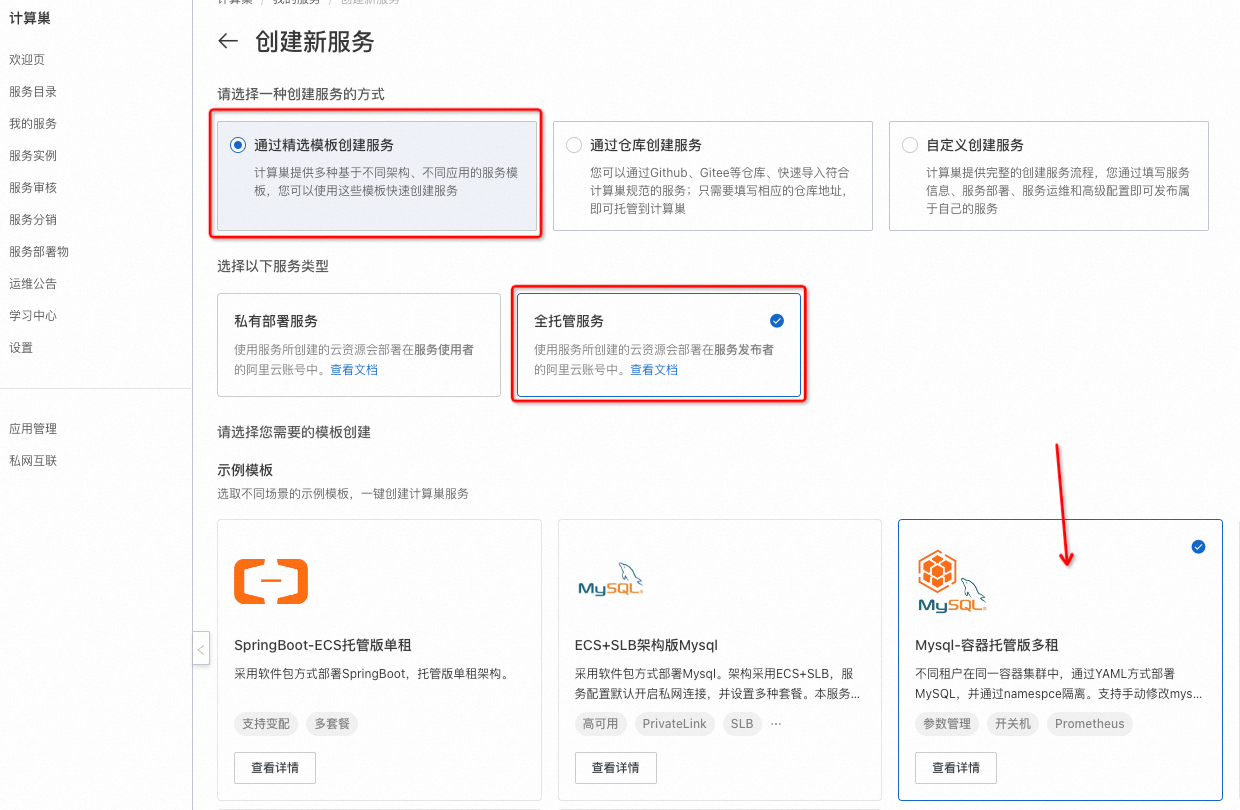 计算巢
计算巢 / 我的服务 / 创建新服务
欢迎页
服务目录
我的服务
服务实例
服务审核
服务分销
服务部署物
运维公告
学习中心
设置
应用管理
私网互联
← 创建新服务
请选择一种创建服务的方式
通过精选模板创建服务
计算巢提供多种基于不同架构、不同应用的服务模
板，您可以使用这些模板快速创建服务
通过仓库创建服务
您可以通过Github、Gitee等仓库、快速导入符合
计算巢规范的服务；只需要填写相应的仓库地址，
即可托管到计算巢
自定义创建服务
计算巢提供完整的创建服务流程，您通过填写服务
信息、服务部署、服务运维和高级配置即可发布属
于自己的服务
选择以下服务类型
私有部署服务
使用服务所创建的云资源会部署在服务使用者
的阿里云账号中。查看文档
全托管服务
使用服务所创建的云资源会部署在服务发布者
的阿里云账号中。查看文档
请选择您需要的模板创建
示例模板
选取不同场景的示例模板，一键创建计算巢服务
SpringBoot-ECS托管版单租
采用软件包方式部署SpringBoot，托管版单租架构。
支持变配 多套餐
查看详情
MySQL
ECS+SLB架构版Mysql
采用软件包方式部署Mysql。架构采用ECS+SLB，服
务配置默认开启私网连接，并设置多种套餐。本服务...
高可用 PrivateLink SLB ...
查看详情
MySQL
Mysql-容器托管版多租
不同租户在同一容器集群中，通过YAML方式部署
MySQL，并通过namespce隔离。支持手动修改mys...
参数管理 开关机 Prometheus
查看详情